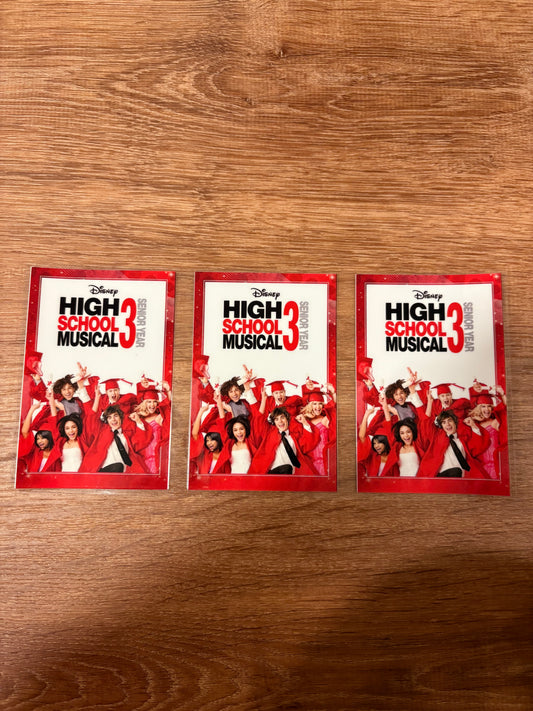 Disney
HIGH
SCHOOL
MUSICAL
3
SENIOR YEAR
Disney
HIGH
SCHOOL
MUSICAL
3
SENIOR YEAR
Disney
HIGH
SCHOOL
MUSICAL
3
SENIOR YEAR